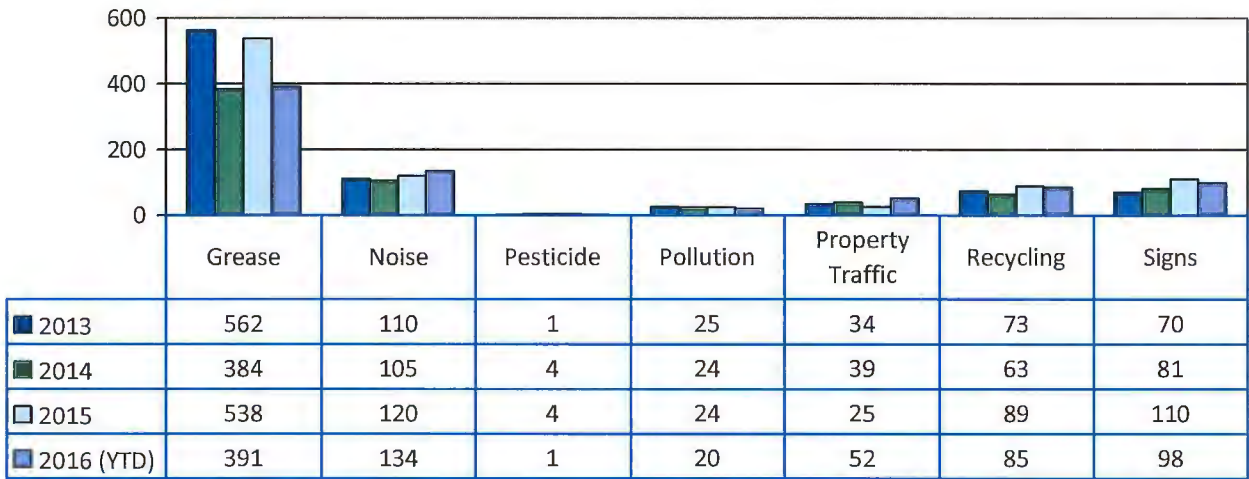 600
400
200
0
Grease Noise Pesticide Pollution Property Traffic Recycling Signs
2013 562 110 1 25 34 73 70
2014 384 105 4 24 39 63 81
2015 538 120 4 24 25 89 110
2016 (YTD) 391 134 1 20 52 85 98